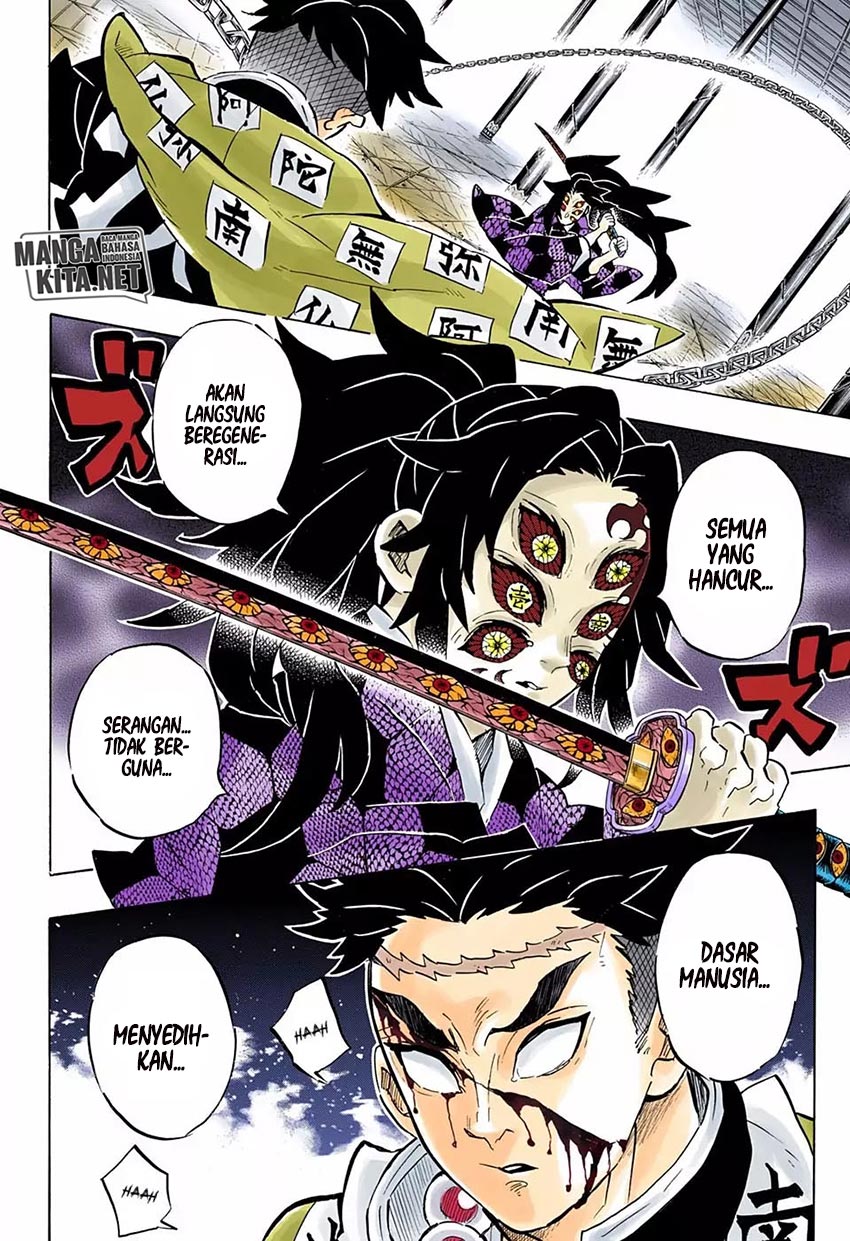 仏
弥
阿
陀
南
無
弥
仏
阿
南
無
MANGA
BACA MANGA
BAHASA
INDONESIA
KITA.NET
SEMUA
YANG
HANCUR...
AKAN
LANGSUNG
BEREGENE-
RASI...
ズ
ズ
壱
SERANGAN...
TIDAK BER-
GUNA...
DASAR
MANUSIA...
MENYEDIH-
KAN...
HAAH
HAAH
南